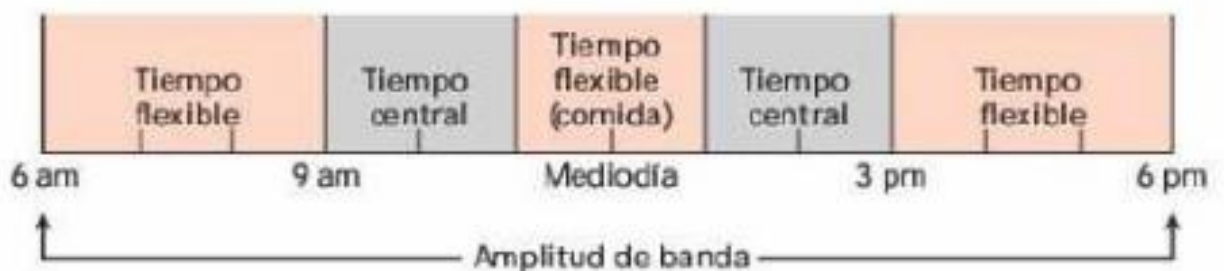 Tiempo
flexible
Tiempo
central
Tiempo
flexible
(comida)
Tiempo
central
Tiempo
flexible
6 am
9 am
Mediodía
3 pm
6 pm
Amplitud de banda